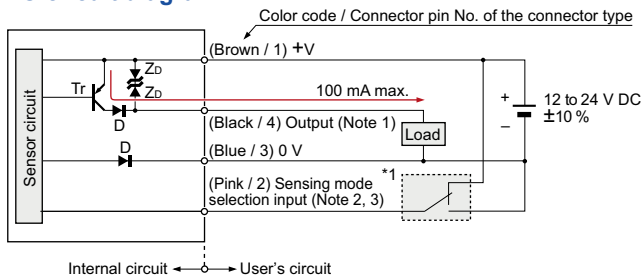 Color code / Connector pin No. of the connector type
(Brown / 1) +V
Tr
ZD
ZD
100 mA max.
+
12 to 24 V DC
–
±10 %
Sensor circuit
D
(Black / 4) Output (Note 1)
Load
D
(Blue / 3) 0 V
(Pink / 2) Sensing mode
selection input (Note 2, 3)
*1
Internal circuit
User's circuit